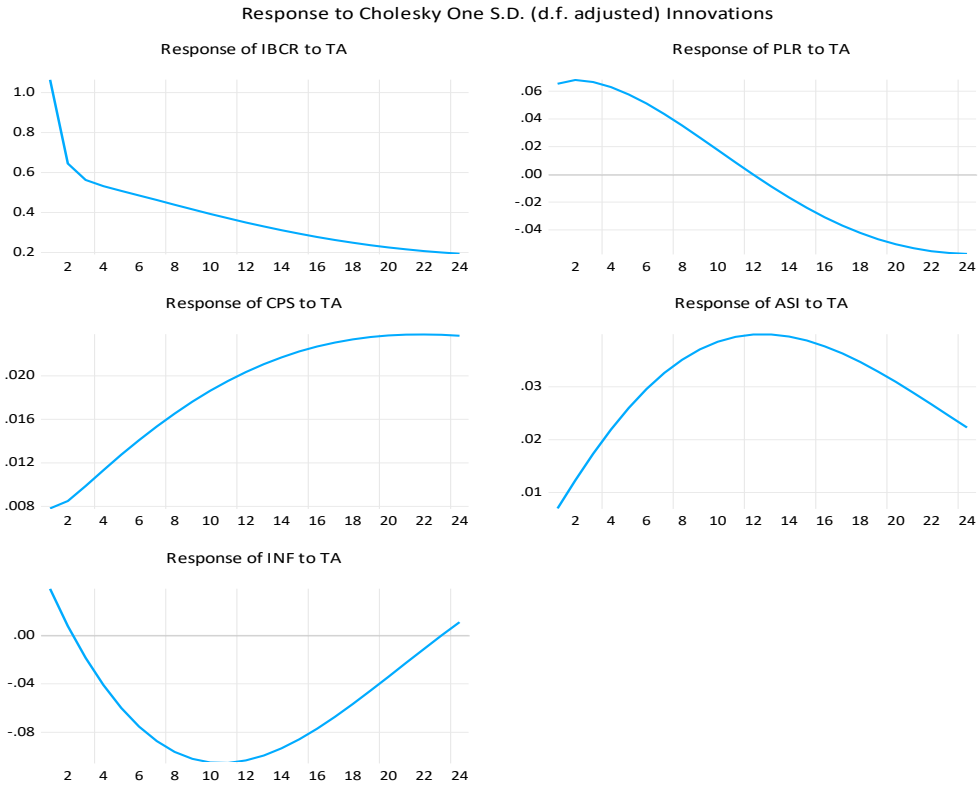 Response to Cholesky One S.D. (d.f. adjusted) Innovations
Response of IBCR to TA
1.0
0.8
0.6
0.4
0.2
2 4 6 8 10 12 14 16 18 20 22 24
Response of PLR to TA
.06
.04
.02
.00
-.02
-.04
2 4 6 8 10 12 14 16 18 20 22 24
Response of CPS to TA
.020
.016
.012
.008
2 4 6 8 10 12 14 16 18 20 22 24
Response of ASI to TA
.03
.02
.01
2 4 6 8 10 12 14 16 18 20 22 24
Response of INF to TA
.00
-.04
-.08
2 4 6 8 10 12 14 16 18 20 22 24